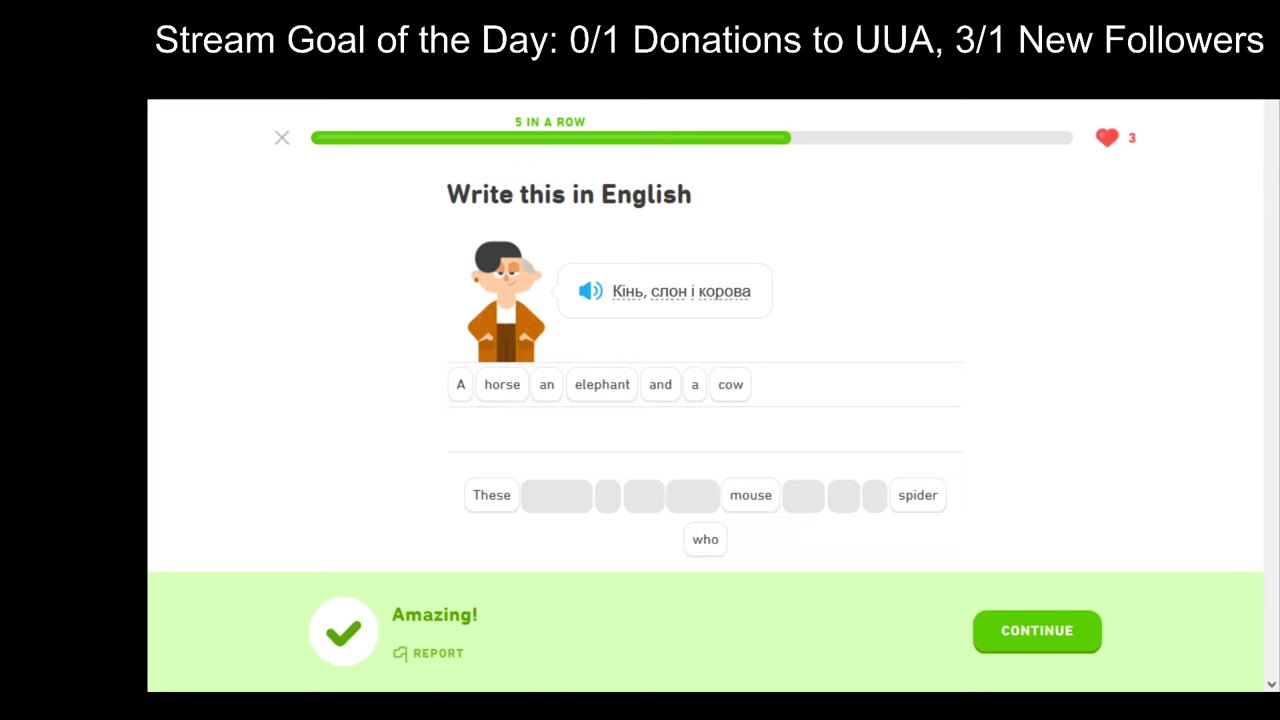 Stream Goal of the Day: 0/1 Donations to UUA, 3/1 New Followers
5 IN A ROW
3
Write this in English
Кінь, слон і корова
A horse an elephant and a cow
These mouse spider
who
Amazing!
REPORT
CONTINUE